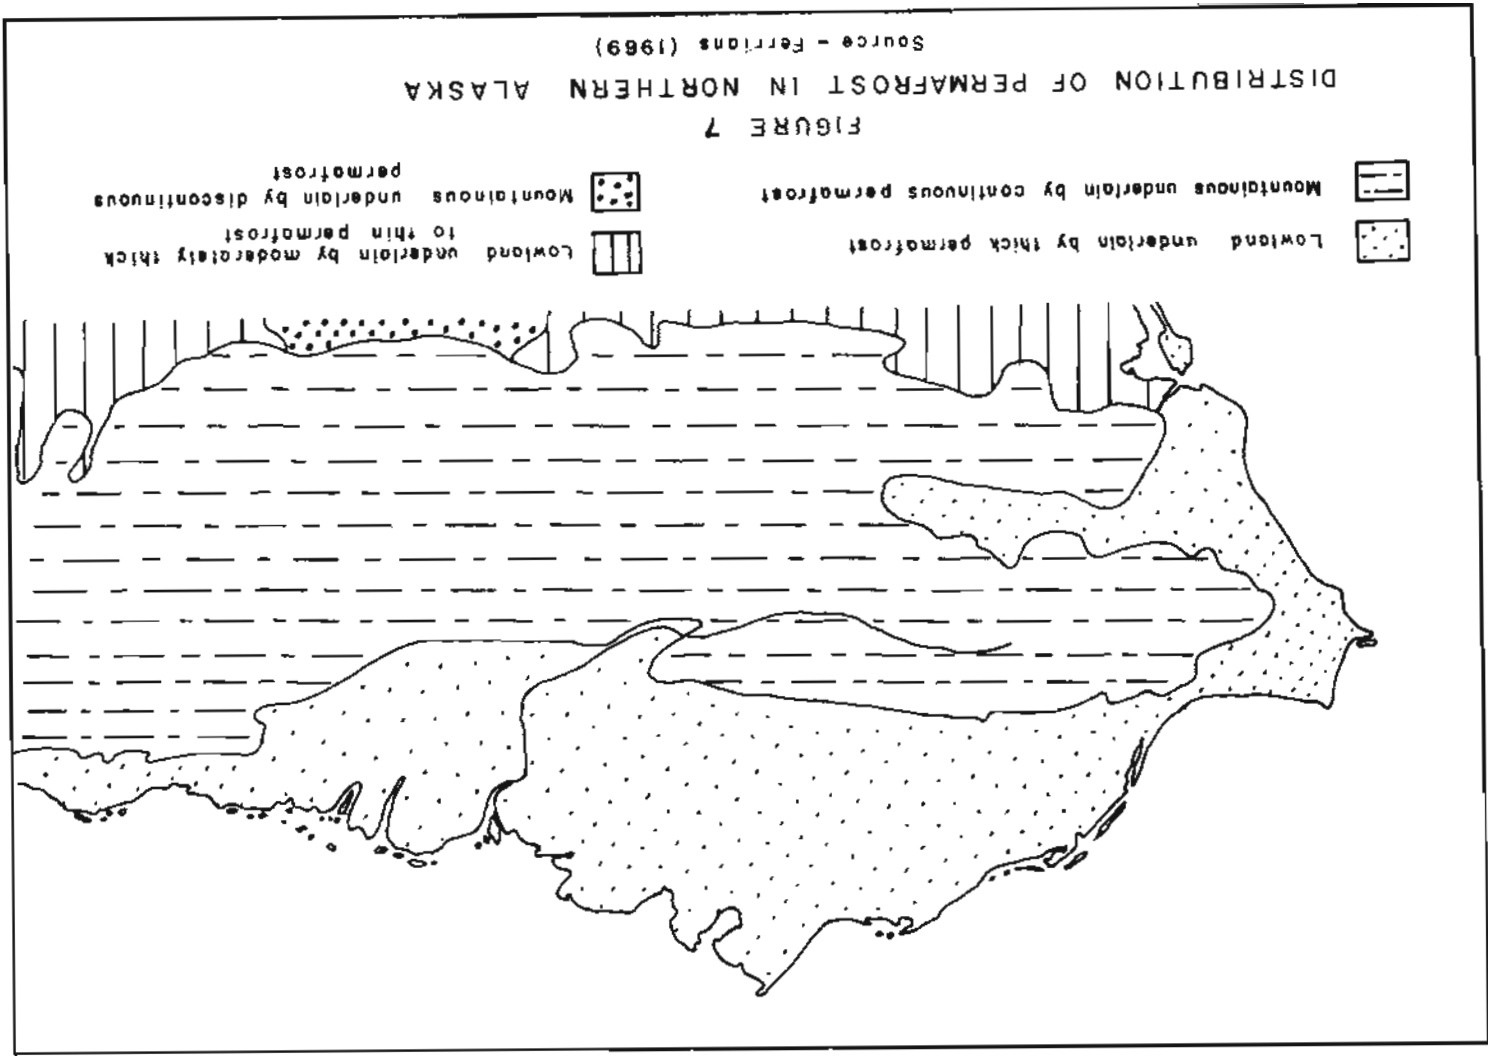 Lowland underlain by thick permafrost
Mountainous underlain by continuous permafrost
Lowland underlain by moderately thick
to thin permafrost
Mountainous underlain by discontinuous
permafrost
FIGURE 7
DISTRIBUTION OF PERMAFROST IN NORTHERN ALASKA
Source - Ferrians (1969)